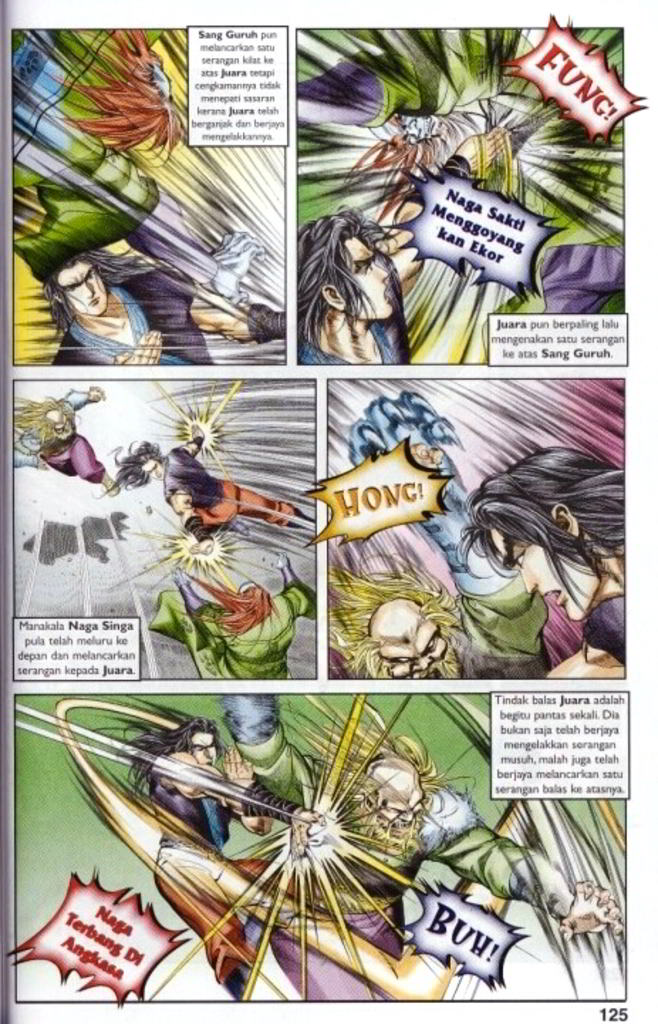 Sang Guruh pun
melancarkan satu
serangan kilat ke
atas Juara tetapi
cengkamannya tidak
menepati sasaran
kerana Juara telah
berganjak dan berjaya
mengelakkannya.
FUNG!
Naga Sakti
Menggoyang
kan Ekor
Juara pun berpaling lalu
mengenakan satu serangan
ke atas Sang Guruh.
Manakala Naga Singa
pula telah meluru ke
depan dan melancarkan
serangan kepada Juara.
HONG!
Tindak balas Juara adalah
begitu pantas sekali. Dia
bukan saja telah berjaya
mengelakkan serangan
musuh, malah juga telah
berjaya melancarkan satu
serangan balas ke atasnya.
Naga
Terbang Di
Angkasa
BUH!
125